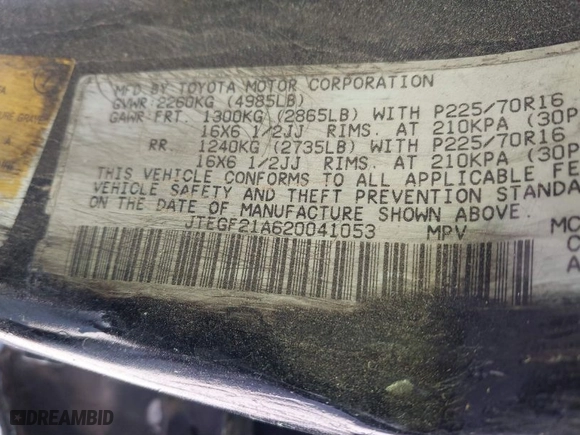 MFD BY TOYOTA MOTOR CORPORATION
GVWR 2260KG (4985LB)
GAWR FRT. 1300KG (2865LB) WITH P225/70R16
16X6 1/2JJ RIMS. AT 210KPA (30P
RR. 1240KG (2735LB) WITH P225/70R16
16X6 1/2JJ RIMS. AT 210KPA (30P
THIS VEHICLE CONFORMS TO ALL APPLICABLE FE
VEHICLE SAFETY AND THEFT PREVENTION STANDA
ON THE DATE OF MANUFACTURE SHOWN ABOVE.
JTEGF21A620041053 MPV MO
C
A
DREAMBID